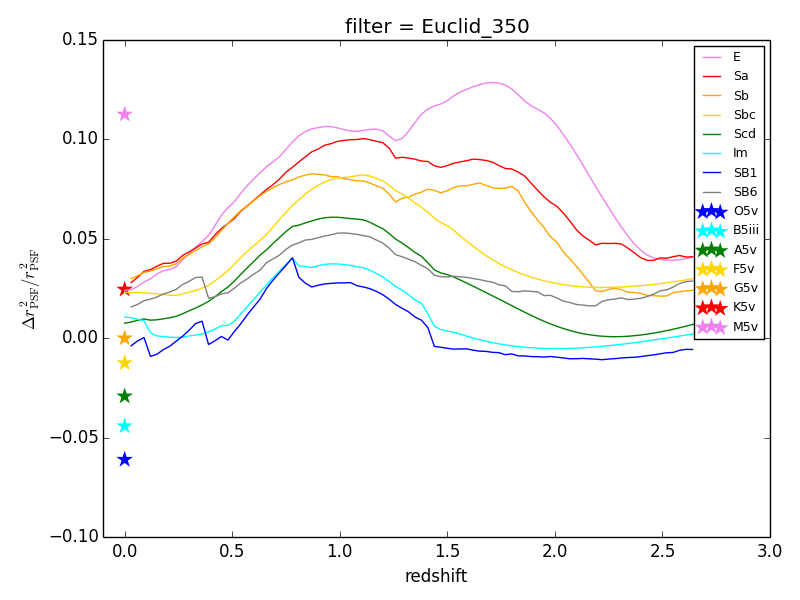 filter = Euclid_350
0.15
0.10
0.05
0.00
−0.05
−0.10
Δr²PSF/r²PSF
0.0 0.5 1.0 1.5 2.0 2.5 3.0
redshift
E
Sa
Sb
Sbc
Scd
Im
SB1
SB6
O5v
B5iii
A5v
F5v
G5v
K5v
M5v